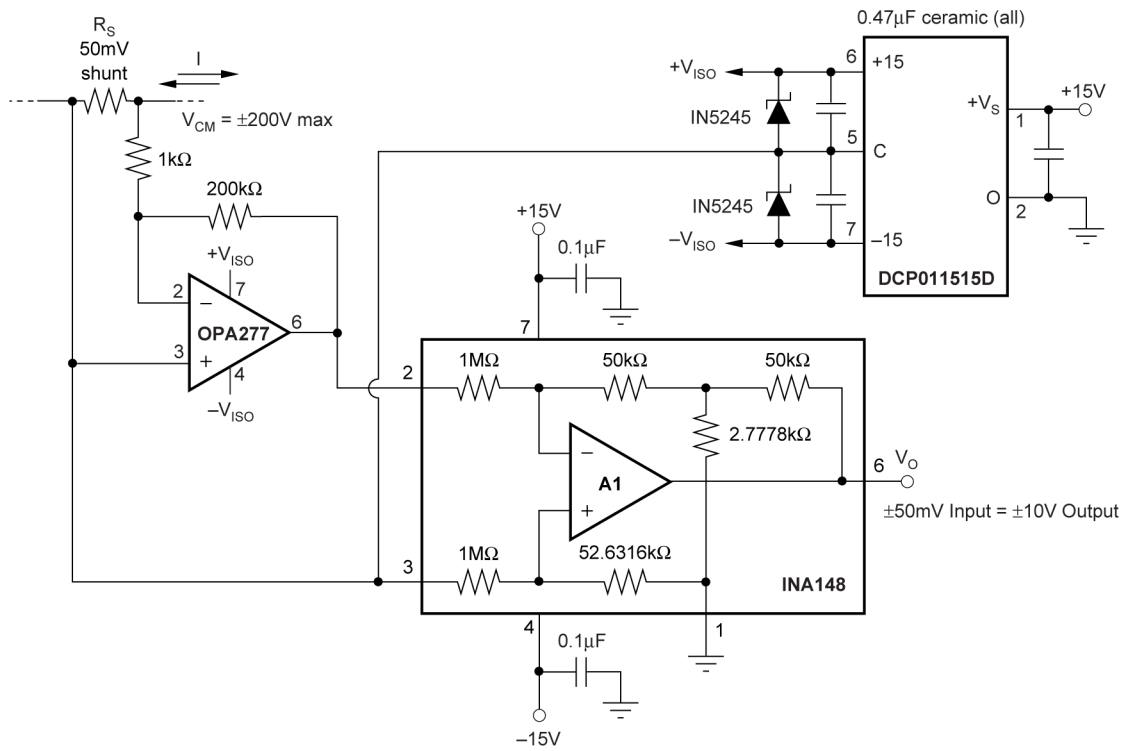 0.47μF ceramic (all)
R_S
50mV
shunt
I
V_CM = ±200V max
1kΩ
200kΩ
+V_ISO
7
2
–
OPA277
6
3
+
4
–V_ISO
+V_ISO
6
+15
IN5245
5
C
IN5245
–V_ISO
7
–15
+V_S
1
+15V
O
2
DCP011515D
+15V
0.1μF
7
2
1MΩ
50kΩ
50kΩ
2.7778kΩ
–
A1
+
6
V_O
±50mV Input = ±10V Output
3
1MΩ
52.6316kΩ
INA148
4
1
0.1μF
–15V